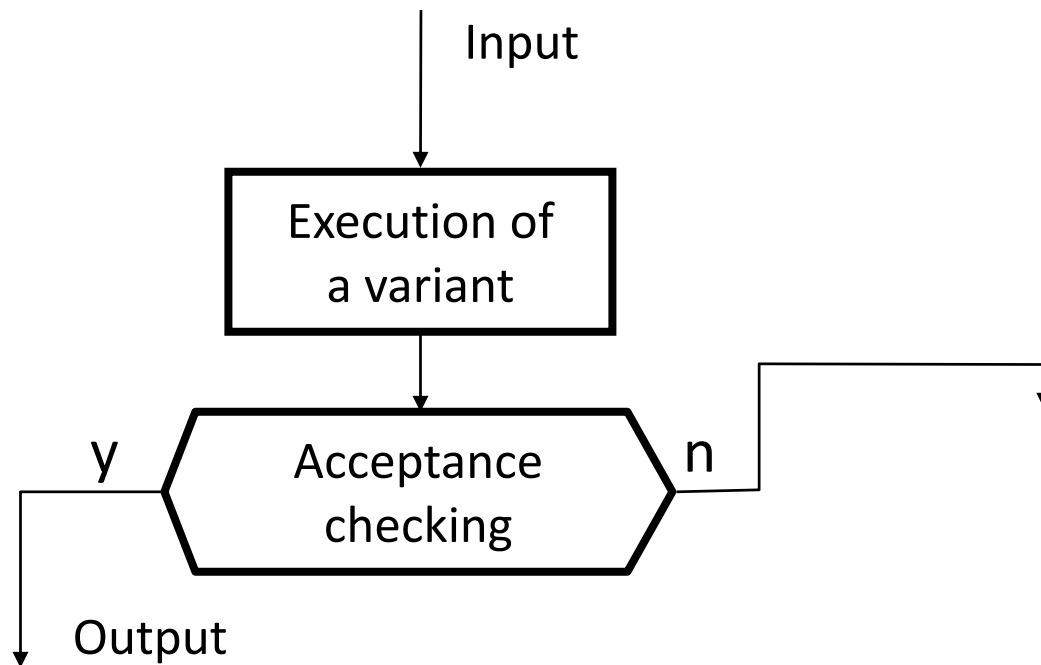 Input
Execution of
a variant
y
n
Acceptance
checking
Output